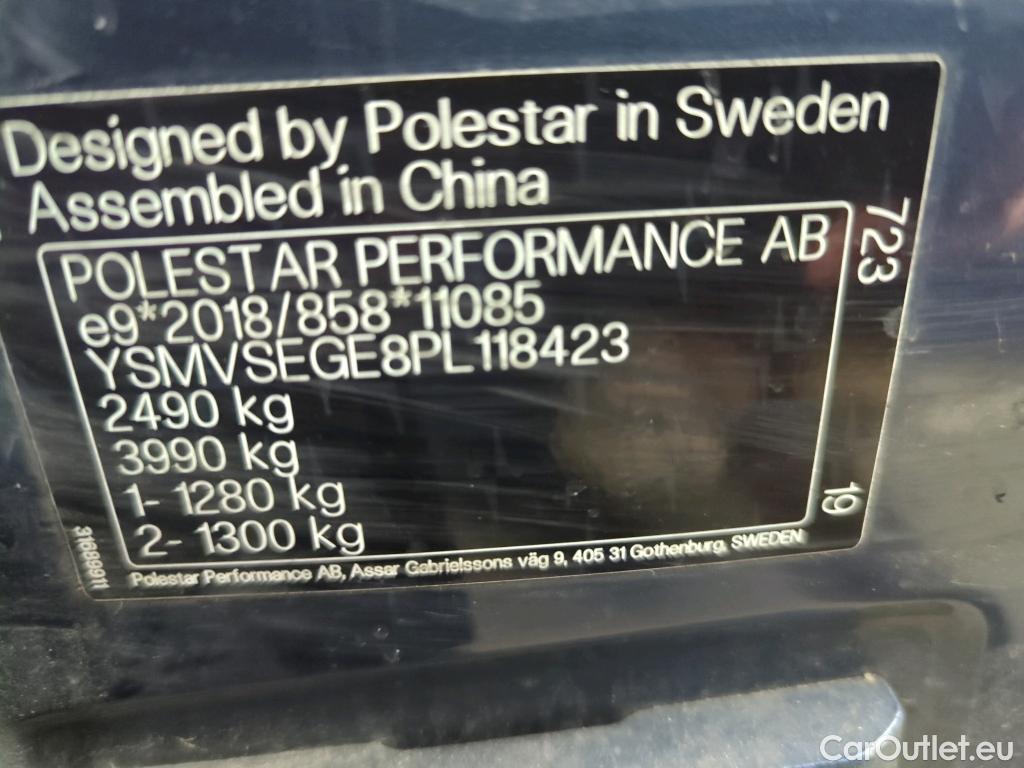 Designed by Polestar in Sweden
Assembled in China
POLESTAR PERFORMANCE AB
e9*2018/858*11085
YSMVSEGE8PL118423
2490 kg
3990 kg
1- 1280 kg
2- 1300 kg
723
19
31689911
Polestar Performance AB, Assar Gabrielssons väg 9, 405 31 Gothenburg, SWEDEN
CarOutlet.eu